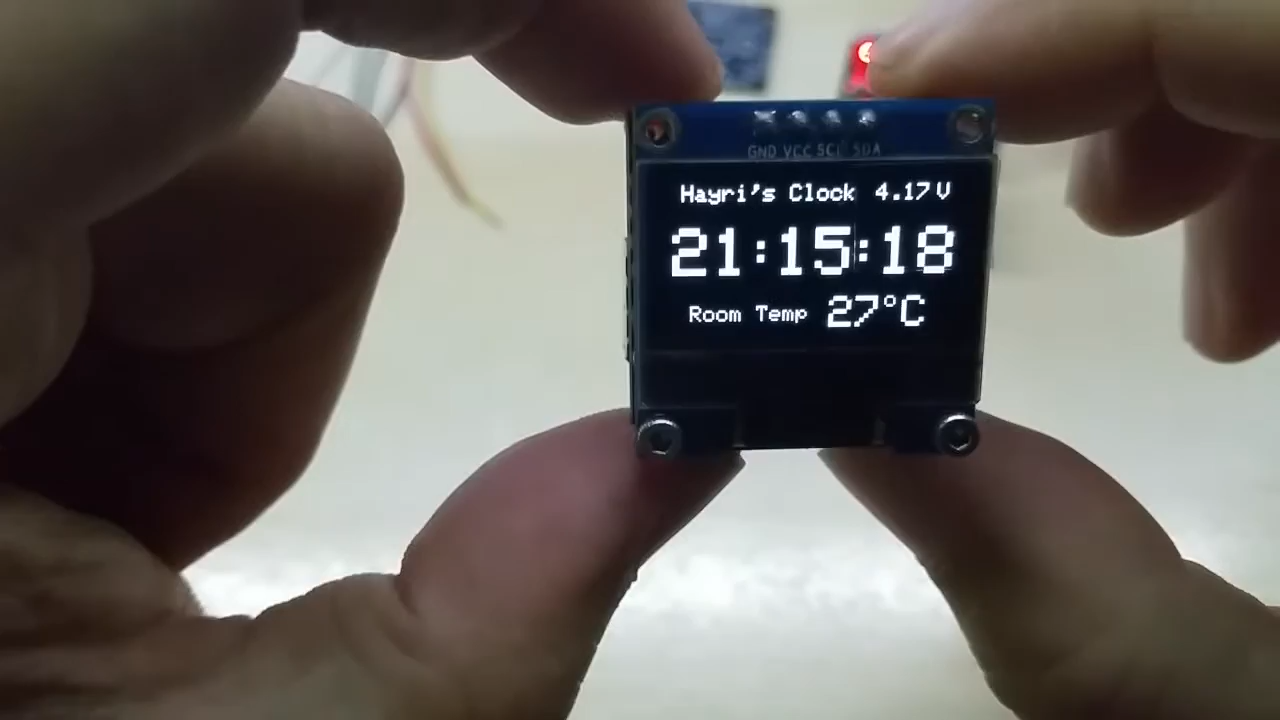 GND VCC SCL SDA
Hayri's Clock 4.17V
21:15:18
Room Temp 27°C